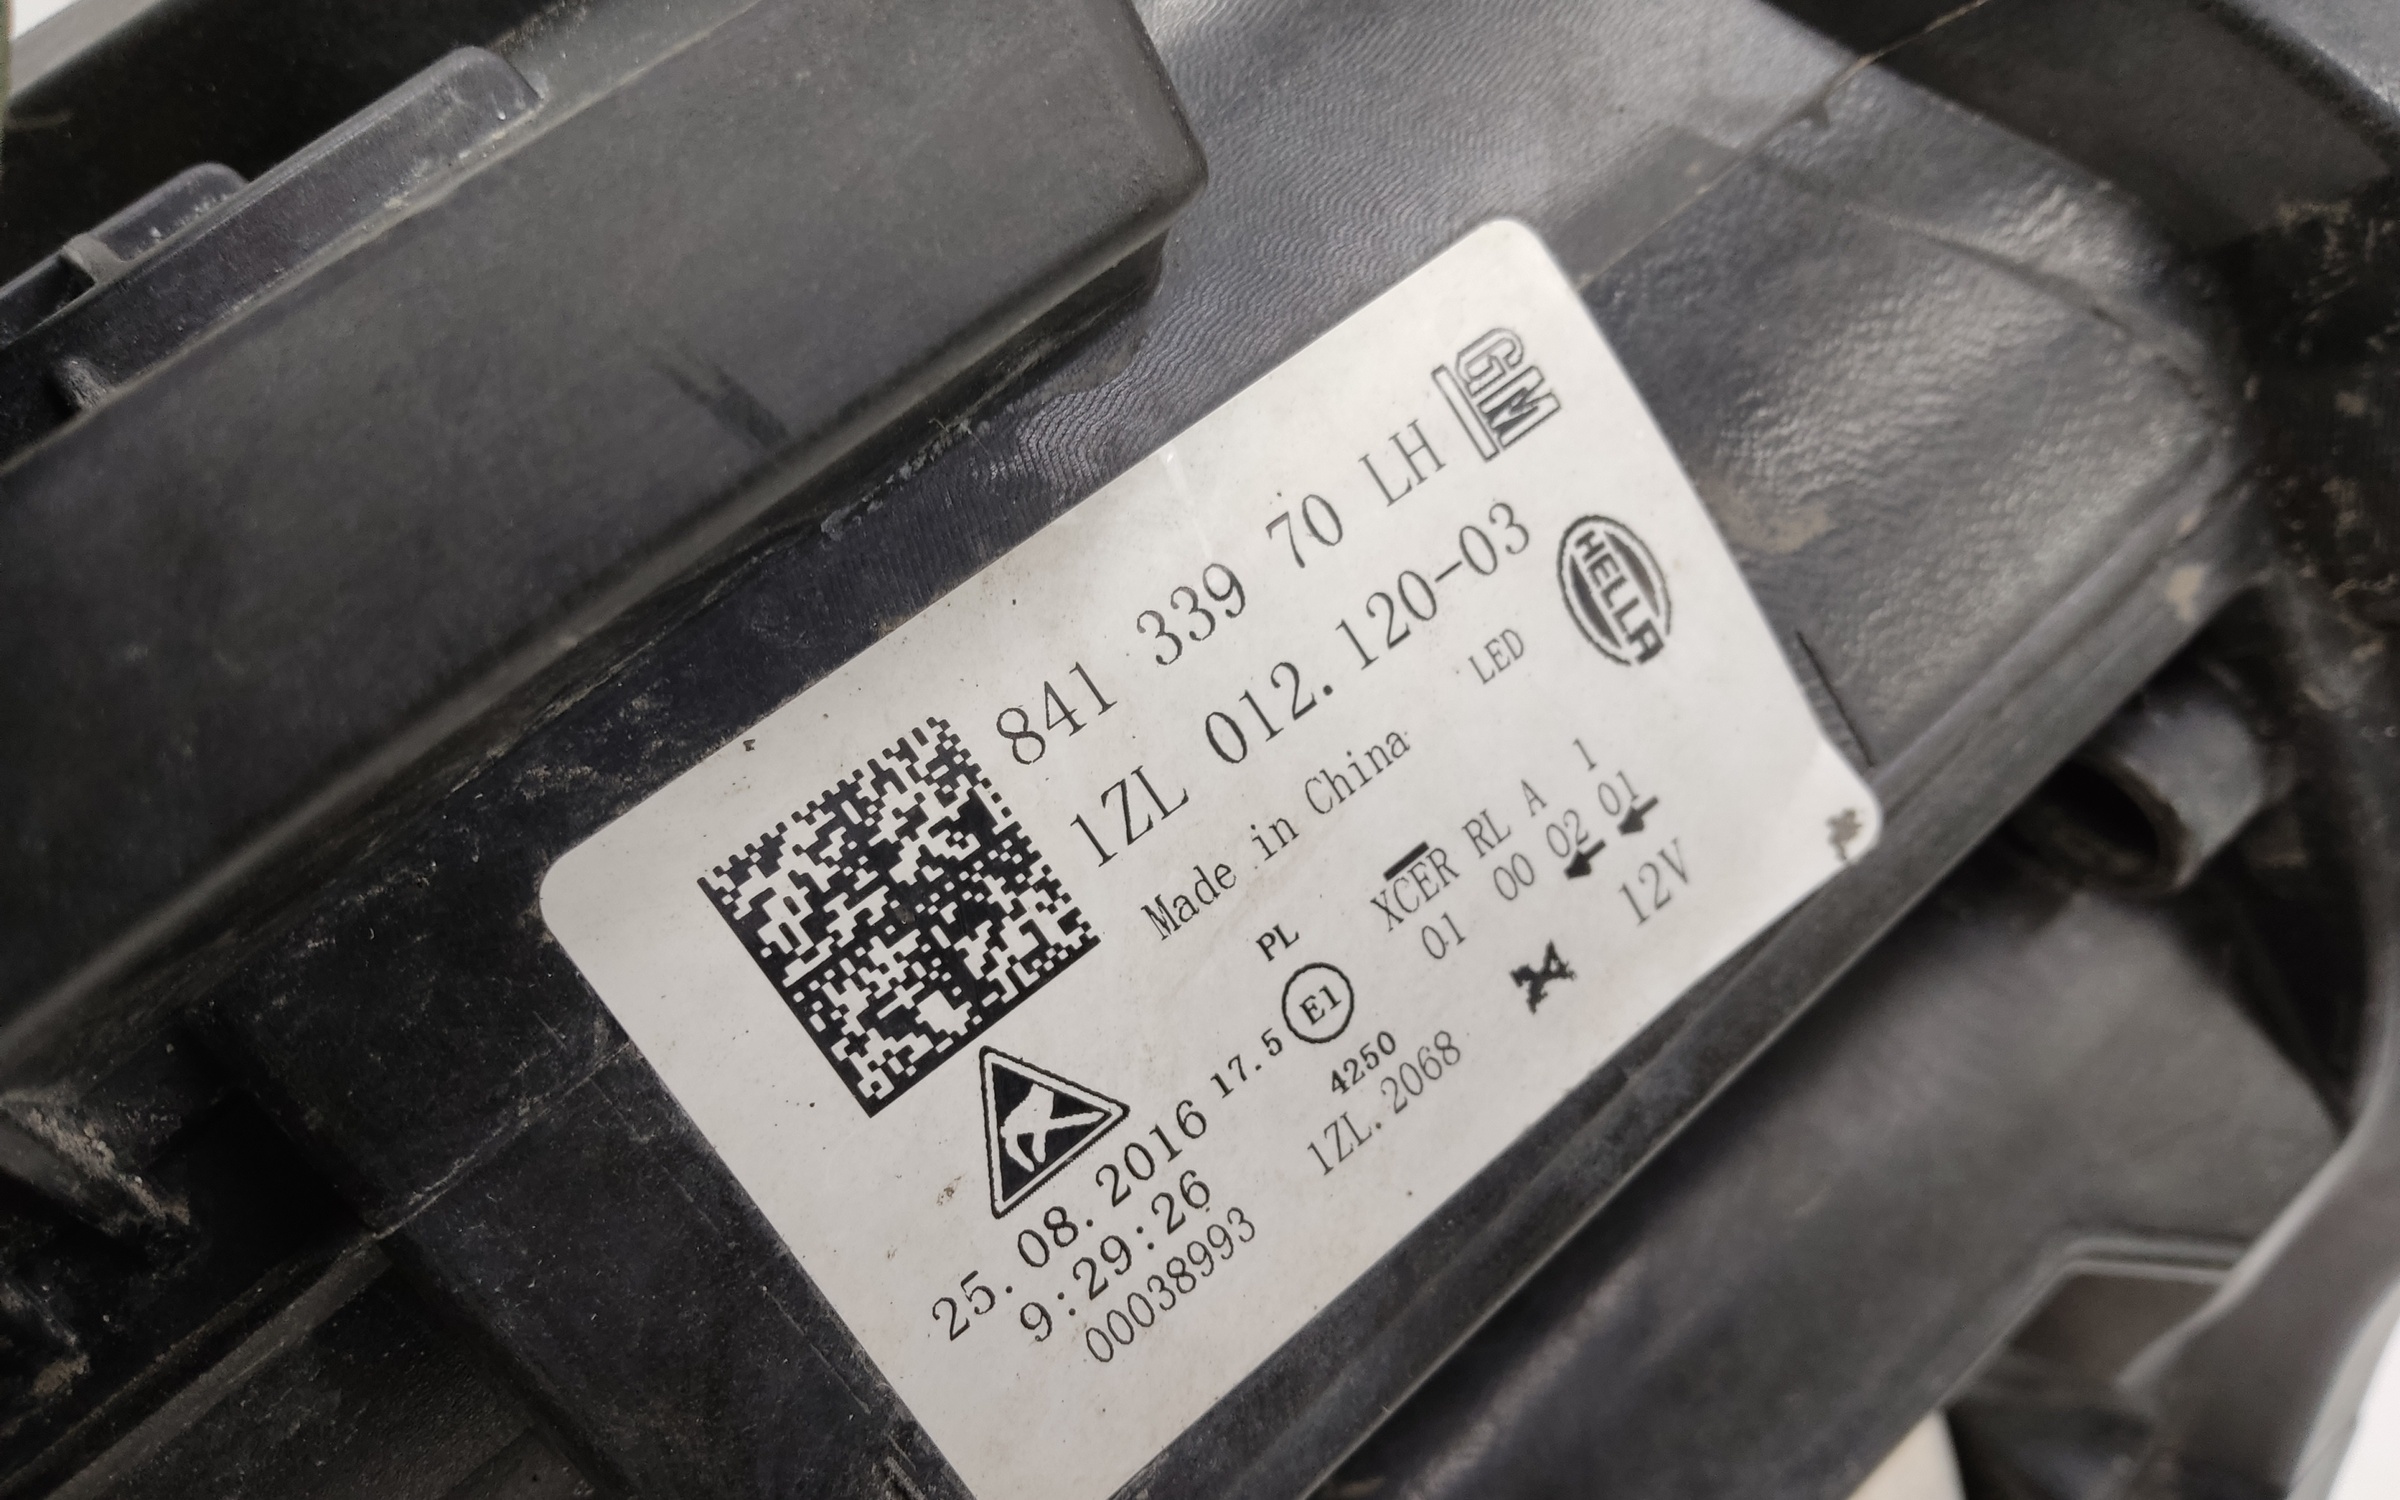 GM
841 339 70 LH
1ZL 012.120-03
HELLA
Made in China
LED
PL
XCER RL A 1
01 00 02 01
17.5 E1
12V
4250
1ZL.2068
25.08.2016
9:29:26
00038993